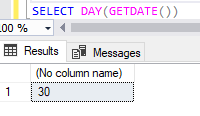 SELECT DAY(GETDATE())
00 %
Results Messages
(No column name)
1 30